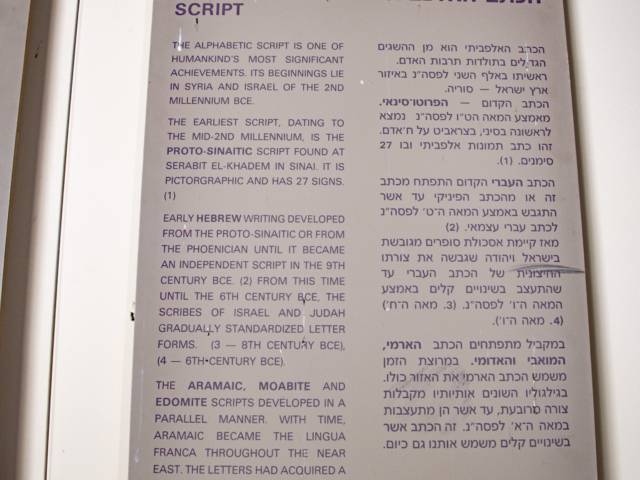 SCRIPT
THE ALPHABETIC SCRIPT IS ONE OF
HUMANKIND'S MOST SIGNIFICANT
ACHIEVEMENTS. ITS BEGINNINGS LIE
IN SYRIA AND ISRAEL OF THE 2ND
MILLENNIUM BCE.
THE EARLIEST SCRIPT, DATING TO
THE MID-2ND MILLENNIUM, IS THE
PROTO-SINAITIC SCRIPT FOUND AT
SERABIT EL-KHADEM IN SINAI. IT IS
PICTORGRAPHIC AND HAS 27 SIGNS.
(1)
EARLY HEBREW WRITING DEVELOPED
FROM THE PROTO-SINAITIC OR FROM
THE PHOENICIAN UNTIL IT BECAME
AN INDEPENDENT SCRIPT IN THE 9TH
CENTURY BCE. (2) FROM THIS TIME
UNTIL THE 6TH CENTURY BCE, THE
SCRIBES OF ISRAEL AND JUDAH
GRADUALLY STANDARDIZED LETTER
FORMS. (3 — 8TH CENTURY BCE),
(4 — 6TH CENTURY BCE).
THE ARAMAIC, MOABITE AND
EDOMITE SCRIPTS DEVELOPED IN A
PARALLEL MANNER. WITH TIME,
ARAMAIC BECAME THE LINGUA
FRANCA THROUGHOUT THE NEAR
EAST. THE LETTERS HAD ACQUIRED A
הכתב האלפביתי הוא מן ההשגים
הגדולים בתולדות תרבות האדם.
ראשיתו באלף השני לפסה״נ באיזור
ארץ ישראל — סוריה.
הכתב הקדום — הפרוטו־סינאי.
מאמצע המאה הט״ו לפסה״נ נמצא
לראשונה בסיני, בצראביט על ח׳אדם.
זהו כתב תמונות אלפביתי ובו 27
סימנים. (1).
הכתב העברי הקדום התפתח מכתב
זה או מהכתב הפיניקי עד אשר
התגבש באמצע המאה ה־ט׳ לפסה״נ
לכתב עברי עצמאי. (2)
מאז קיימת אסכולת סופרים מגובשת
בישראל ויהודה שגבשה את צורתו
החיצונית של הכתב העברי עד
שהתעצב בשינויים קלים באמצע
המאה ה־ו׳ לפסה״נ. (3. מאה ה־ח׳)
(4. מאה ה־ו׳).
במקביל מתפתחים הכתב הארמי,
המואבי והאדומי. במרוצת הזמן
משמש הכתב הארמי את האזור כולו.
בגילגוליו השונים אותיותיו מקבלות
צורה מרובעת, עד אשר הן מתעצבות
במאה ה־א׳ לפסה״נ. זה הכתב אשר
בשינויים קלים משמש אותנו גם כיום.